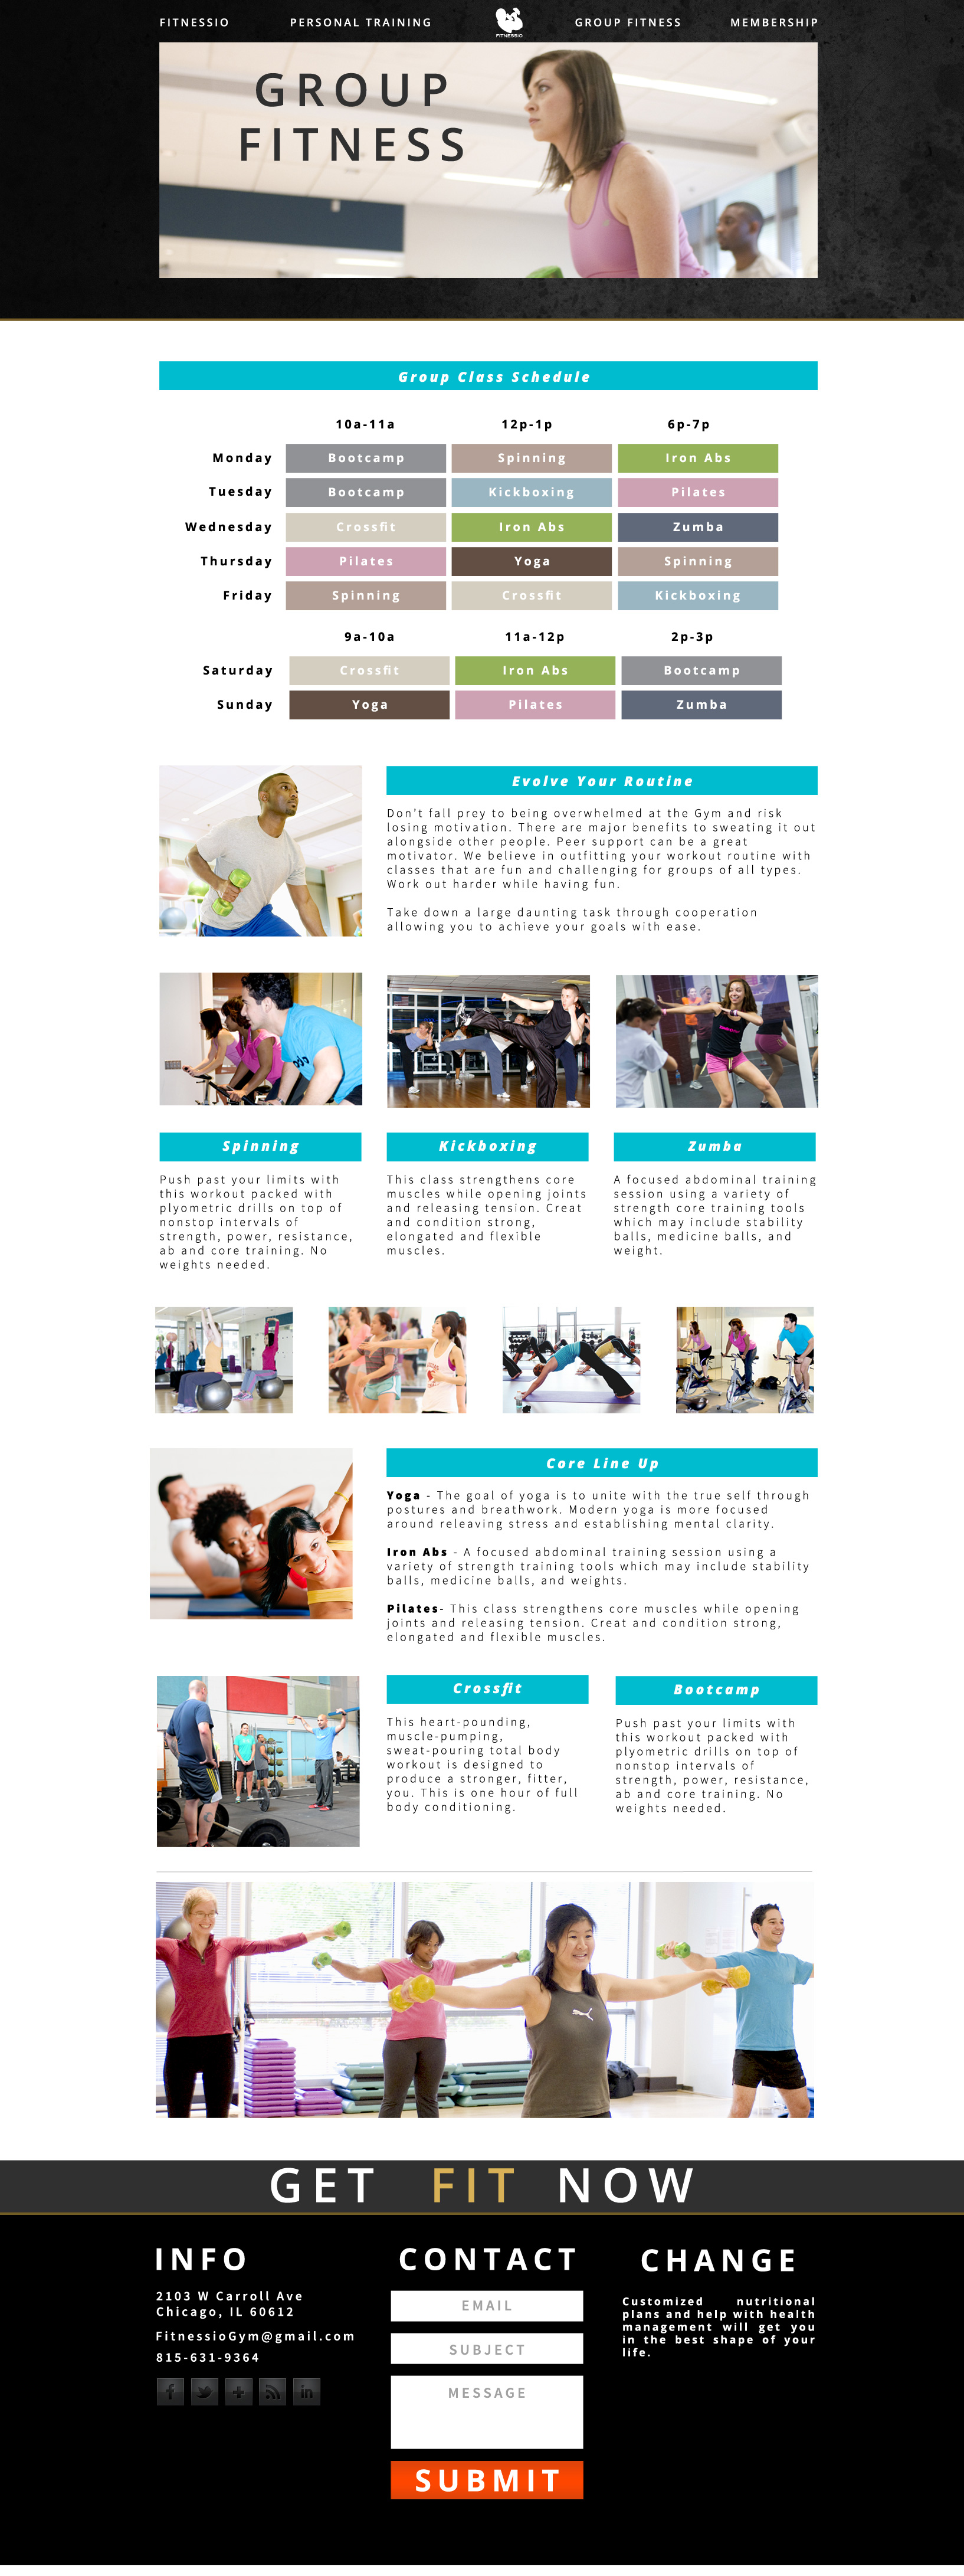 FITNESSIO PERSONAL TRAINING FITNESSIO GROUP FITNESS MEMBERSHIP
GROUP
FITNESS
Group Class Schedule
10a-11a 12p-1p 6p-7p
Monday Bootcamp Spinning Iron Abs
Tuesday Bootcamp Kickboxing Pilates
Wednesday Crossfit Iron Abs Zumba
Thursday Pilates Yoga Spinning
Friday Spinning Crossfit Kickboxing
9a-10a 11a-12p 2p-3p
Saturday Crossfit Iron Abs Bootcamp
Sunday Yoga Pilates Zumba
Evolve Your Routine
Don't fall prey to being overwhelmed at the Gym and risk
losing motivation. There are major benefits to sweating it out
alongside other people. Peer support can be a great
motivator. We believe in outfitting your workout routine with
classes that are fun and challenging for groups of all types.
Work out harder while having fun.
Take down a large daunting task through cooperation
allowing you to achieve your goals with ease.
Spinning
Push past your limits with
this workout packed with
plyometric drills on top of
nonstop intervals of
strength, power, resistance,
ab and core training. No
weights needed.
Kickboxing
This class strengthens core
muscles while opening joints
and releasing tension. Creat
and condition strong,
elongated and flexible
muscles.
Zumba
A focused abdominal training
session using a variety of
strength core training tools
which may include stability
balls, medicine balls, and
weight.
Core Line Up
Yoga - The goal of yoga is to unite with the true self through
postures and breathwork. Modern yoga is more focused
around releaving stress and establishing mental clarity.
Iron Abs - A focused abdominal training session using a
variety of strength training tools which may include stability
balls, medicine balls, and weights.
Pilates- This class strengthens core muscles while opening
joints and releasing tension. Creat and condition strong,
elongated and flexible muscles.
Crossfit
This heart-pounding,
muscle-pumping,
sweat-pouring total body
workout is designed to
produce a stronger, fitter,
you. This is one hour of full
body conditioning.
Bootcamp
Push past your limits with
this workout packed with
plyometric drills on top of
nonstop intervals of
strength, power, resistance,
ab and core training. No
weights needed.
GET FIT NOW
INFO
2103 W Carroll Ave
Chicago, IL 60612
FitnessioGym@gmail.com
815-631-9364
CONTACT
EMAIL
SUBJECT
MESSAGE
SUBMIT
CHANGE
Customized nutritional
plans and help with health
management will get you
in the best shape of your
life.